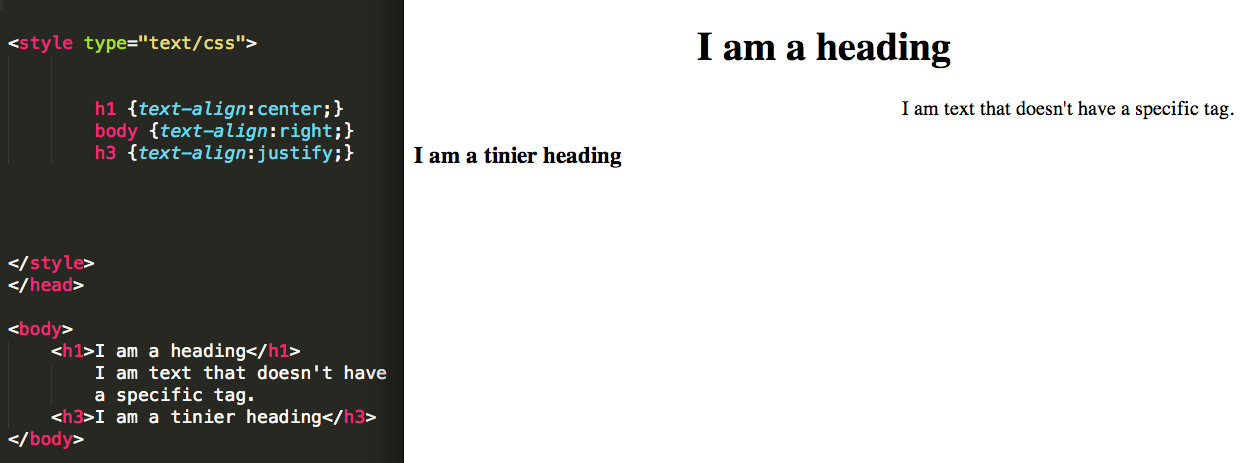 <style type="text/css">
h1 {text-align:center;}
body {text-align:right;}
h3 {text-align:justify;}
</style>
</head>
<body>
<h1>I am a heading</h1>
I am text that doesn't have
a specific tag.
<h3>I am a tinier heading</h3>
</body>
I am a heading
I am text that doesn't have a specific tag.
I am a tinier heading